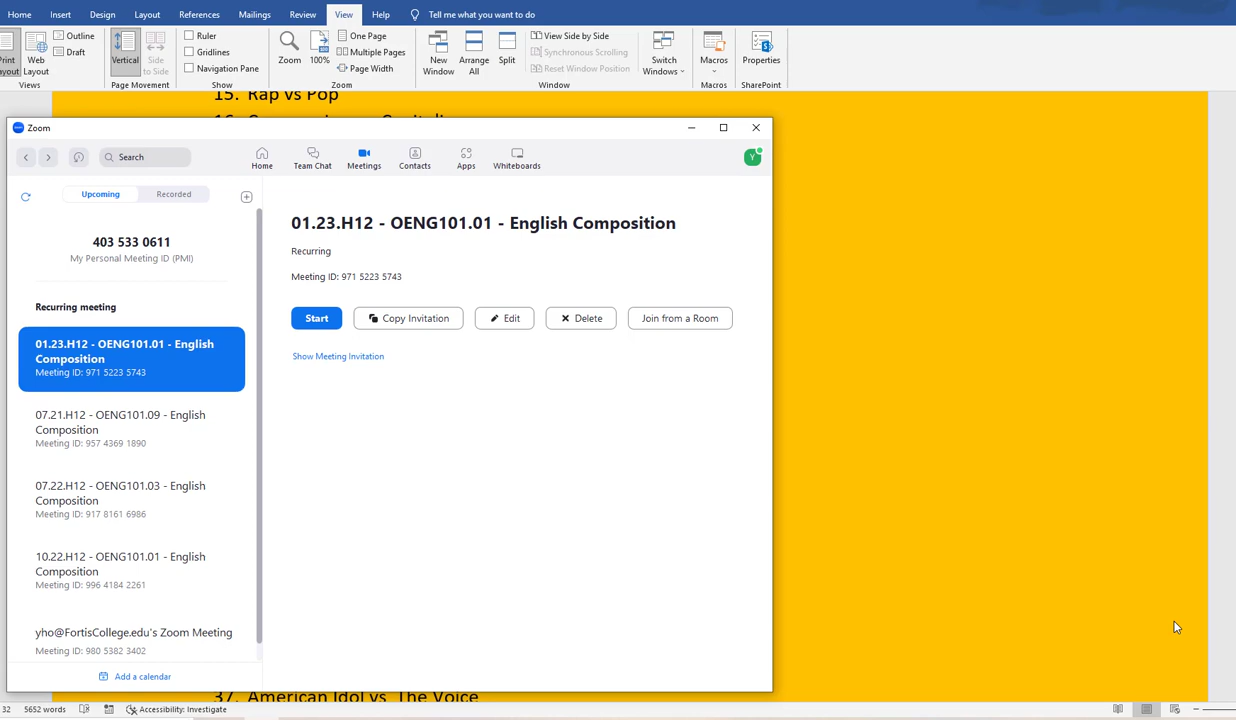 Home Insert Design Layout References Mailings Review View Help Tell me what you want to do
Outline
Draft
Web
Layout
Vertical
Side
to Side
Ruler
Gridlines
Navigation Pane
Zoom
100%
One Page
Multiple Pages
Page Width
New
Window
Arrange
All
Split
View Side by Side
Synchronous Scrolling
Reset Window Position
Switch
Windows
Macros
Properties
Views Page Movement Show Zoom Window Macros SharePoint
15. Rap vs Pop
Zoom
Search
Home Team Chat Meetings Contacts Apps Whiteboards
Y
Upcoming Recorded
403 533 0611
My Personal Meeting ID (PMI)
Recurring meeting
01.23.H12 - OENG101.01 - English
Composition
Meeting ID: 971 5223 5743
07.21.H12 - OENG101.09 - English
Composition
Meeting ID: 957 4369 1890
07.22.H12 - OENG101.03 - English
Composition
Meeting ID: 917 8161 6986
10.22.H12 - OENG101.01 - English
Composition
Meeting ID: 996 4184 2261
yho@FortisCollege.edu's Zoom Meeting
Meeting ID: 980 5382 3402
Add a calendar
01.23.H12 - OENG101.01 - English Composition
Recurring
Meeting ID: 971 5223 5743
Start Copy Invitation Edit Delete Join from a Room
Show Meeting Invitation
37. American Idol vs. The Voice
32 5652 words Accessibility: Investigate